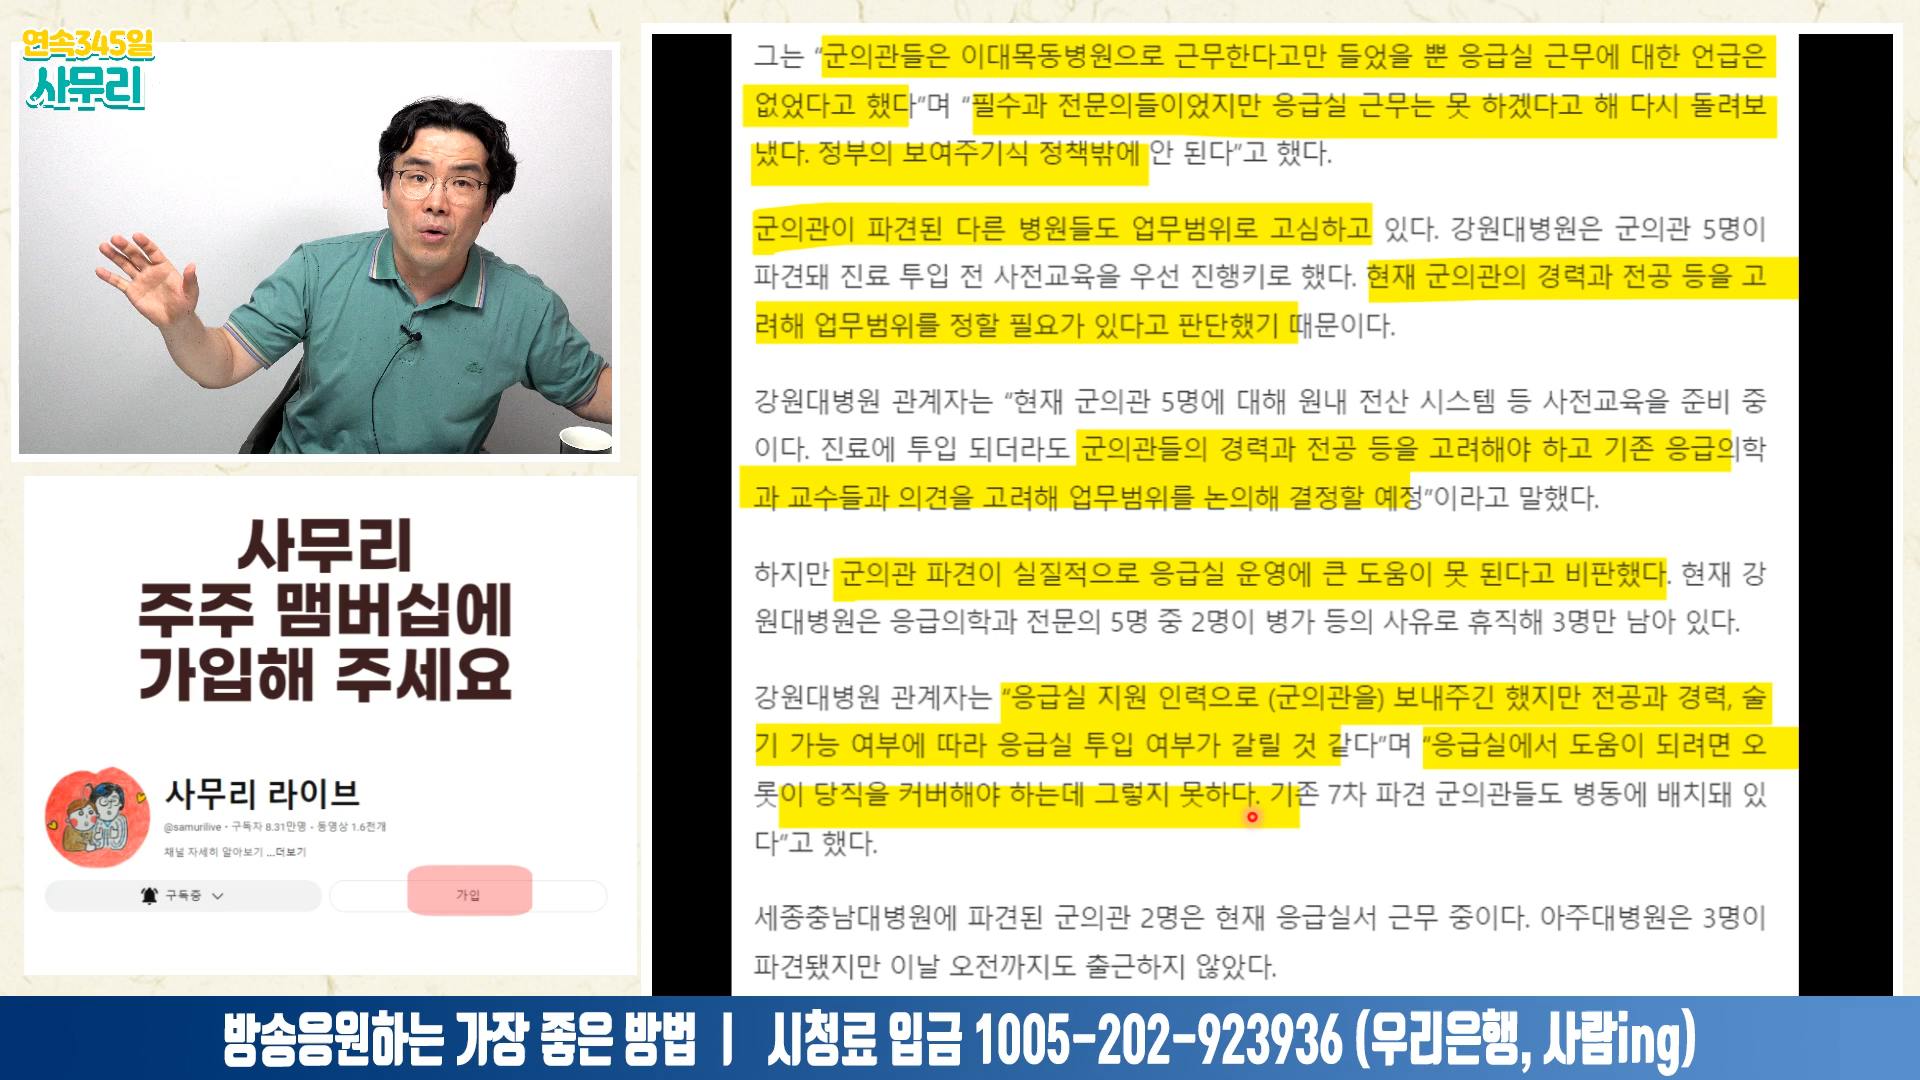 연속345일
사무리
그는 “군의관들은 이대목동병원으로 근무한다고만 들었을 뿐 응급실 근무에 대한 언급은
없었다고 했다”며 “필수과 전문의들이었지만 응급실 근무는 못 하겠다고 해 다시 돌려보
냈다. 정부의 보여주기식 정책밖에 안 된다”고 했다.
군의관이 파견된 다른 병원들도 업무범위로 고심하고 있다. 강원대병원은 군의관 5명이
파견돼 진료 투입 전 사전교육을 우선 진행키로 했다. 현재 군의관의 경력과 전공 등을 고
려해 업무범위를 정할 필요가 있다고 판단했기 때문이다.
강원대병원 관계자는 “현재 군의관 5명에 대해 원내 전산 시스템 등 사전교육을 준비 중
이다. 진료에 투입 되더라도 군의관들의 경력과 전공 등을 고려해야 하고 기존 응급의학
과 교수들과 의견을 고려해 업무범위를 논의해 결정할 예정”이라고 말했다.
하지만 군의관 파견이 실질적으로 응급실 운영에 큰 도움이 못 된다고 비판했다. 현재 강
원대병원은 응급의학과 전문의 5명 중 2명이 병가 등의 사유로 휴직해 3명만 남아 있다.
강원대병원 관계자는 “응급실 지원 인력으로 (군의관을) 보내주긴 했지만 전공과 경력, 술
기 가능 여부에 따라 응급실 투입 여부가 갈릴 것 같다”며 “응급실에서 도움이 되려면 오
롯이 당직을 커버해야 하는데 그렇지 못하다. 기존 7차 파견 군의관들도 병동에 배치돼 있
다”고 했다.
세종충남대병원에 파견된 군의관 2명은 현재 응급실서 근무 중이다. 아주대병원은 3명이
파견됐지만 이날 오전까지도 출근하지 않았다.
사무리
주주 맴버십에
가입해 주세요
사무리 라이브
@samurilive • 구독자 8.31만명 • 동영상 1.6천개
채널 자세히 알아보기 ...더보기
구독중
가입
방송응원하는 가장 좋은 방법 ㅣ 시청료 입금 1005-202-923936 (우리은행, 사람ing)